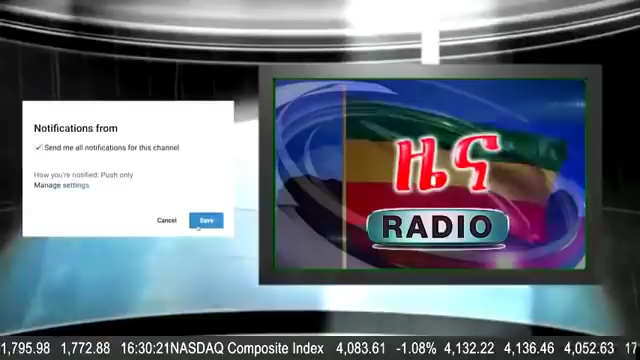 Notifications from
Send me all notifications for this channel
How you're notified: Push only
Manage settings
Cancel
Save
ዜና
RADIO
1,795.98 1,772.88 16:30:21NASDAQ Composite Index 4,083.61 -1.08% 4,132.22 4,136.46 4,052.63 17